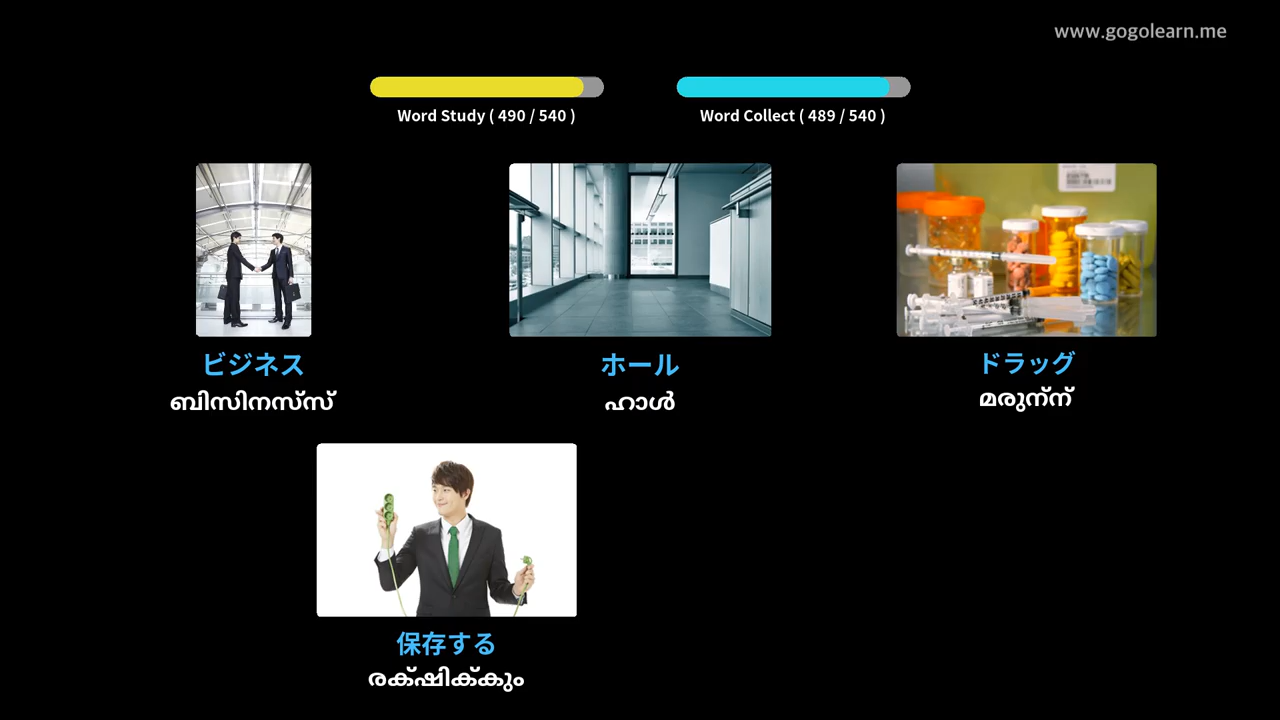 www.gogolearn.me
Word Study ( 490 / 540 )
Word Collect ( 489 / 540 )
ビジネス
ホール
ドラッグ
ബിസിനസ്സ്
ഹാൾ
മരുന്ന്
保存する
രക്ഷിക്കും